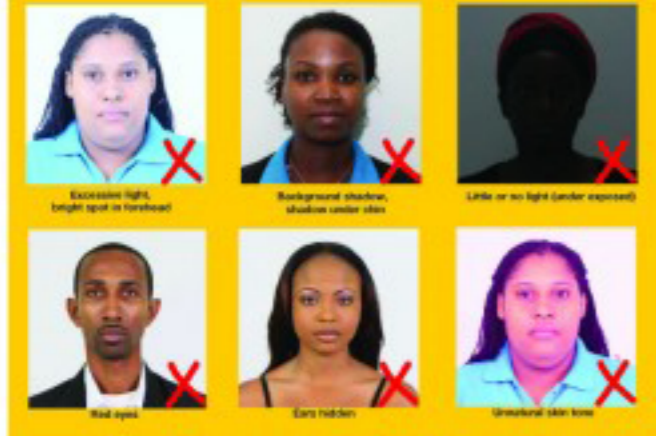 Excessive light,
bright spot in forehead
Background shadow,
shadow under chin
Little or no light (under exposed)
Red eyes
Ears hidden
Unnatural skin tone